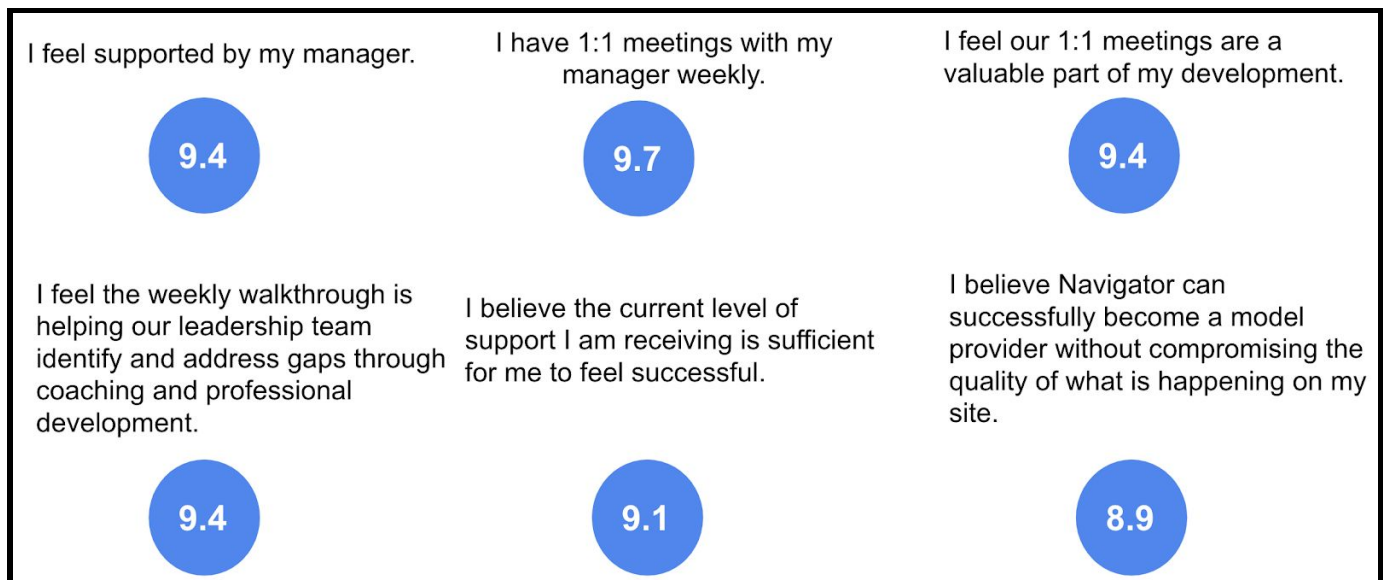 I feel supported by my manager.
9.4
I have 1:1 meetings with my
manager weekly.
9.7
I feel our 1:1 meetings are a
valuable part of my development.
9.4
I feel the weekly walkthrough is
helping our leadership team
identify and address gaps through
coaching and professional
development.
9.4
I believe the current level of
support I am receiving is sufficient
for me to feel successful.
9.1
I believe Navigator can
successfully become a model
provider without compromising the
quality of what is happening on my
site.
8.9